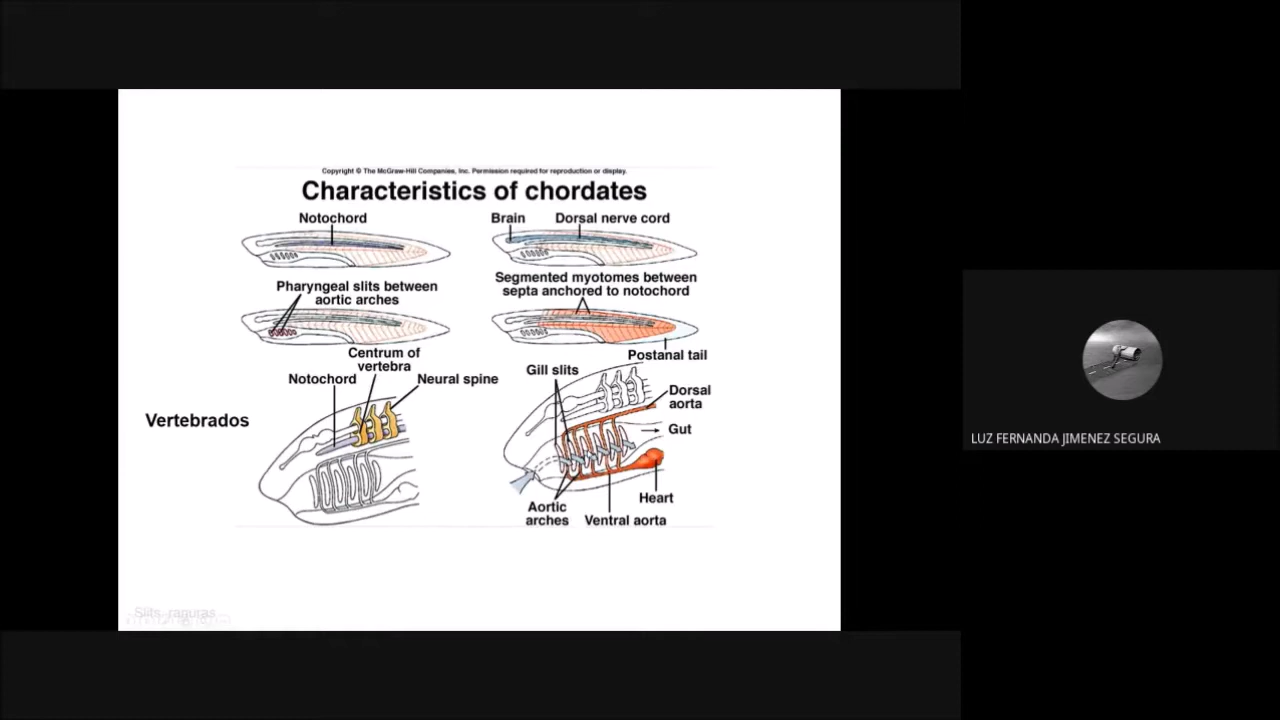 Copyright © The McGraw-Hill Companies, Inc. Permission required for reproduction or display.
Characteristics of chordates
Notochord
Brain
Dorsal nerve cord
Pharyngeal slits between
aortic arches
Segmented myotomes between
septa anchored to notochord
Postanal tail
Centrum of
vertebra
Notochord
Neural spine
Gill slits
Dorsal
aorta
Vertebrados
Gut
Heart
Aortic
arches
Ventral aorta
Slits, ranuras
LUZ FERNANDA JIMENEZ SEGURA